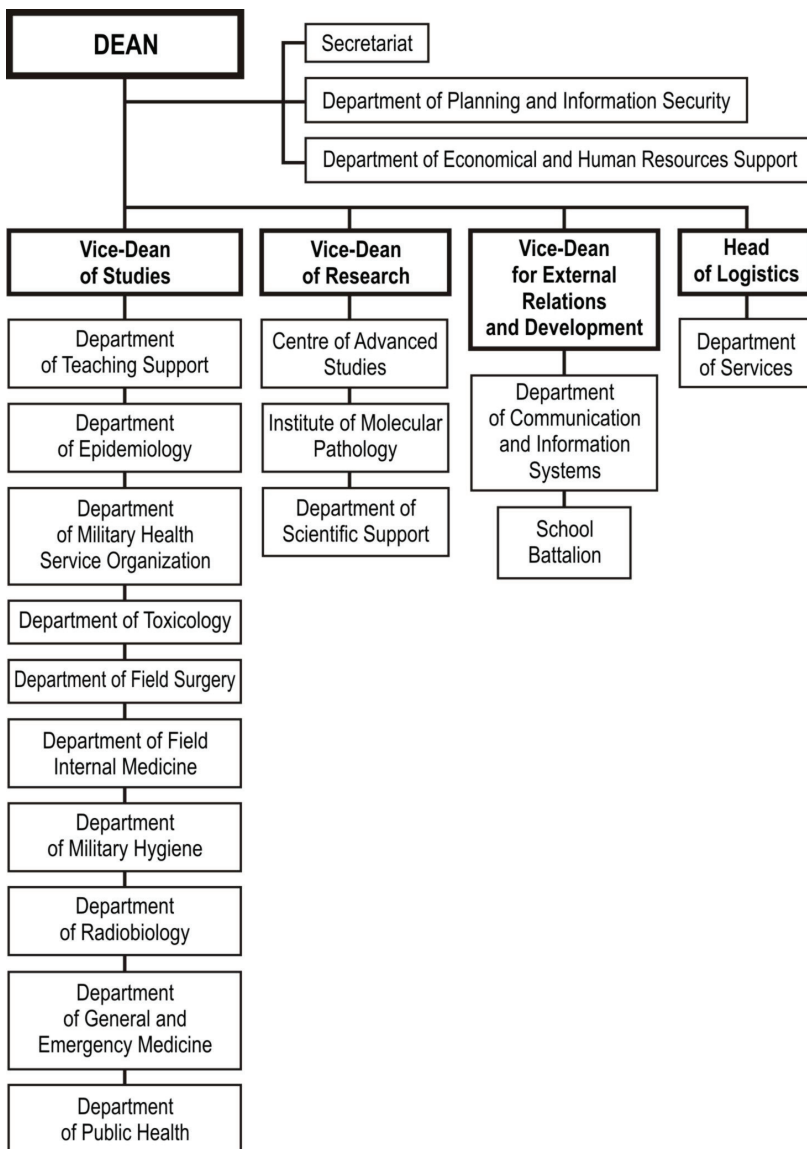 DEAN
Secretariat
Department of Planning and Information Security
Department of Economical and Human Resources Support
Vice-Dean
of Studies
Department
of Teaching Support
Department
of Epidemiology
Department
of Military Health
Service Organization
Department of Toxicology
Department of Field Surgery
Department of Field
Internal Medicine
Department
of Military Hygiene
Department
of Radiobiology
Department
of General and
Emergency Medicine
Department
of Public Health
Vice-Dean
of Research
Centre of Advanced
Studies
Institute of Molecular
Pathology
Department of
Scientific Support
Vice-Dean
for External
Relations
and Development
Department
of Communication
and Information
Systems
School
Battalion
Head
of Logistics
Department
of Services